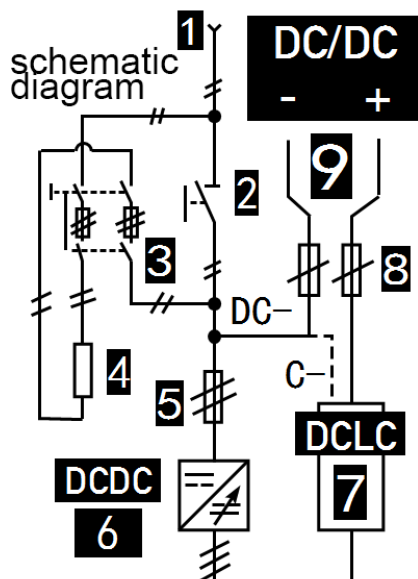 1
DC/DC
- +
schematic
diagram
9
2
3
8
DC-
4
C-
5
DCLC
DCDC
7
6